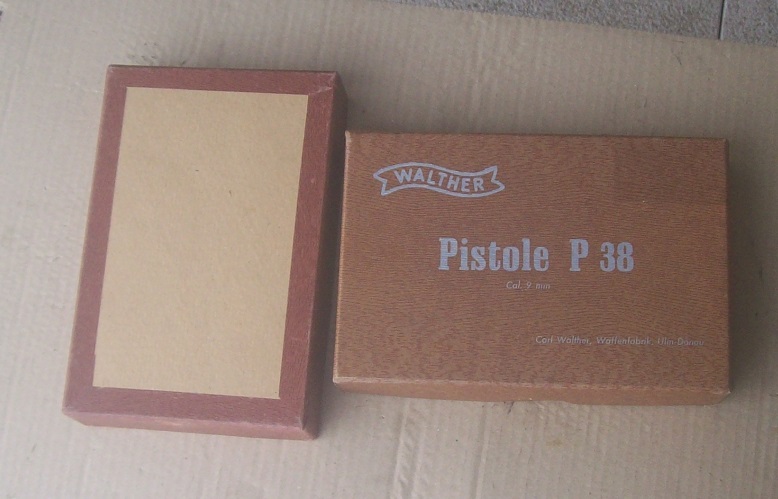 WALTHER
Pistole P 38
Cal. 9 mm
Carl Walther, Waffenfabrik, Ulm-Donau